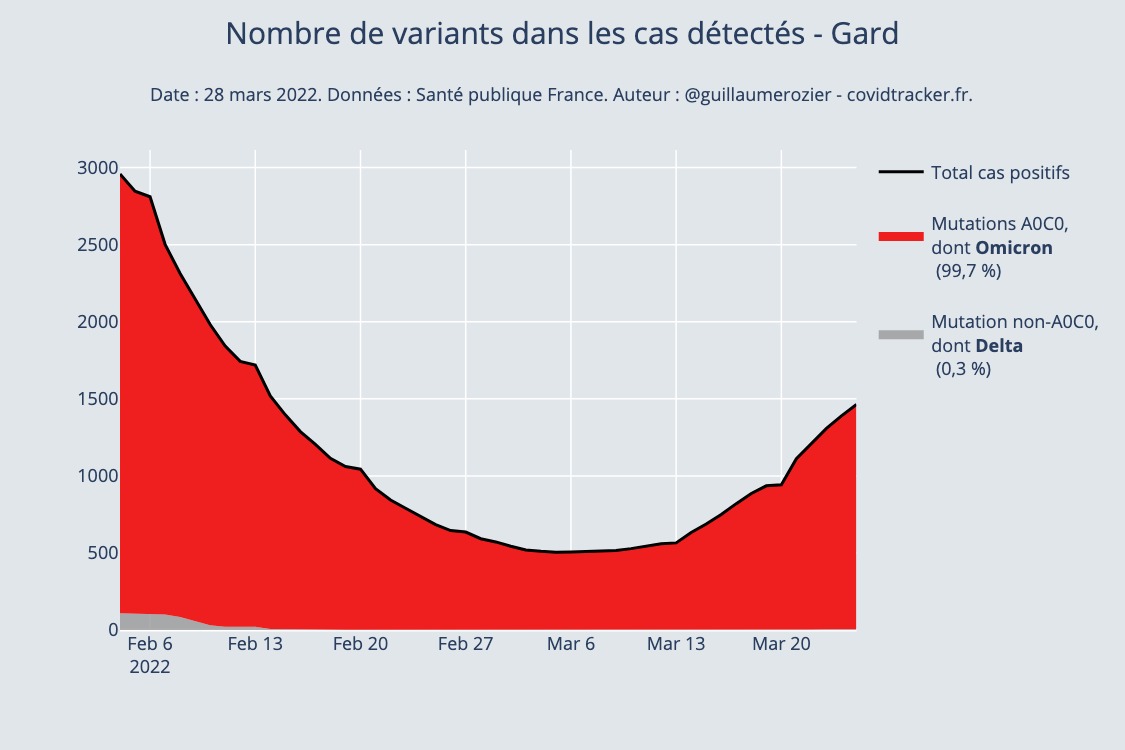 Nombre de variants dans les cas détectés - Gard
Date : 28 mars 2022. Données : Santé publique France. Auteur : @guillaumerozier - covidtracker.fr.
3000
2500
2000
1500
1000
500
0
Feb 6
2022
Feb 13
Feb 20
Feb 27
Mar 6
Mar 13
Mar 20
Total cas positifs
Mutations A0C0,
dont Omicron
(99,7 %)
Mutation non-A0C0,
dont Delta
(0,3 %)